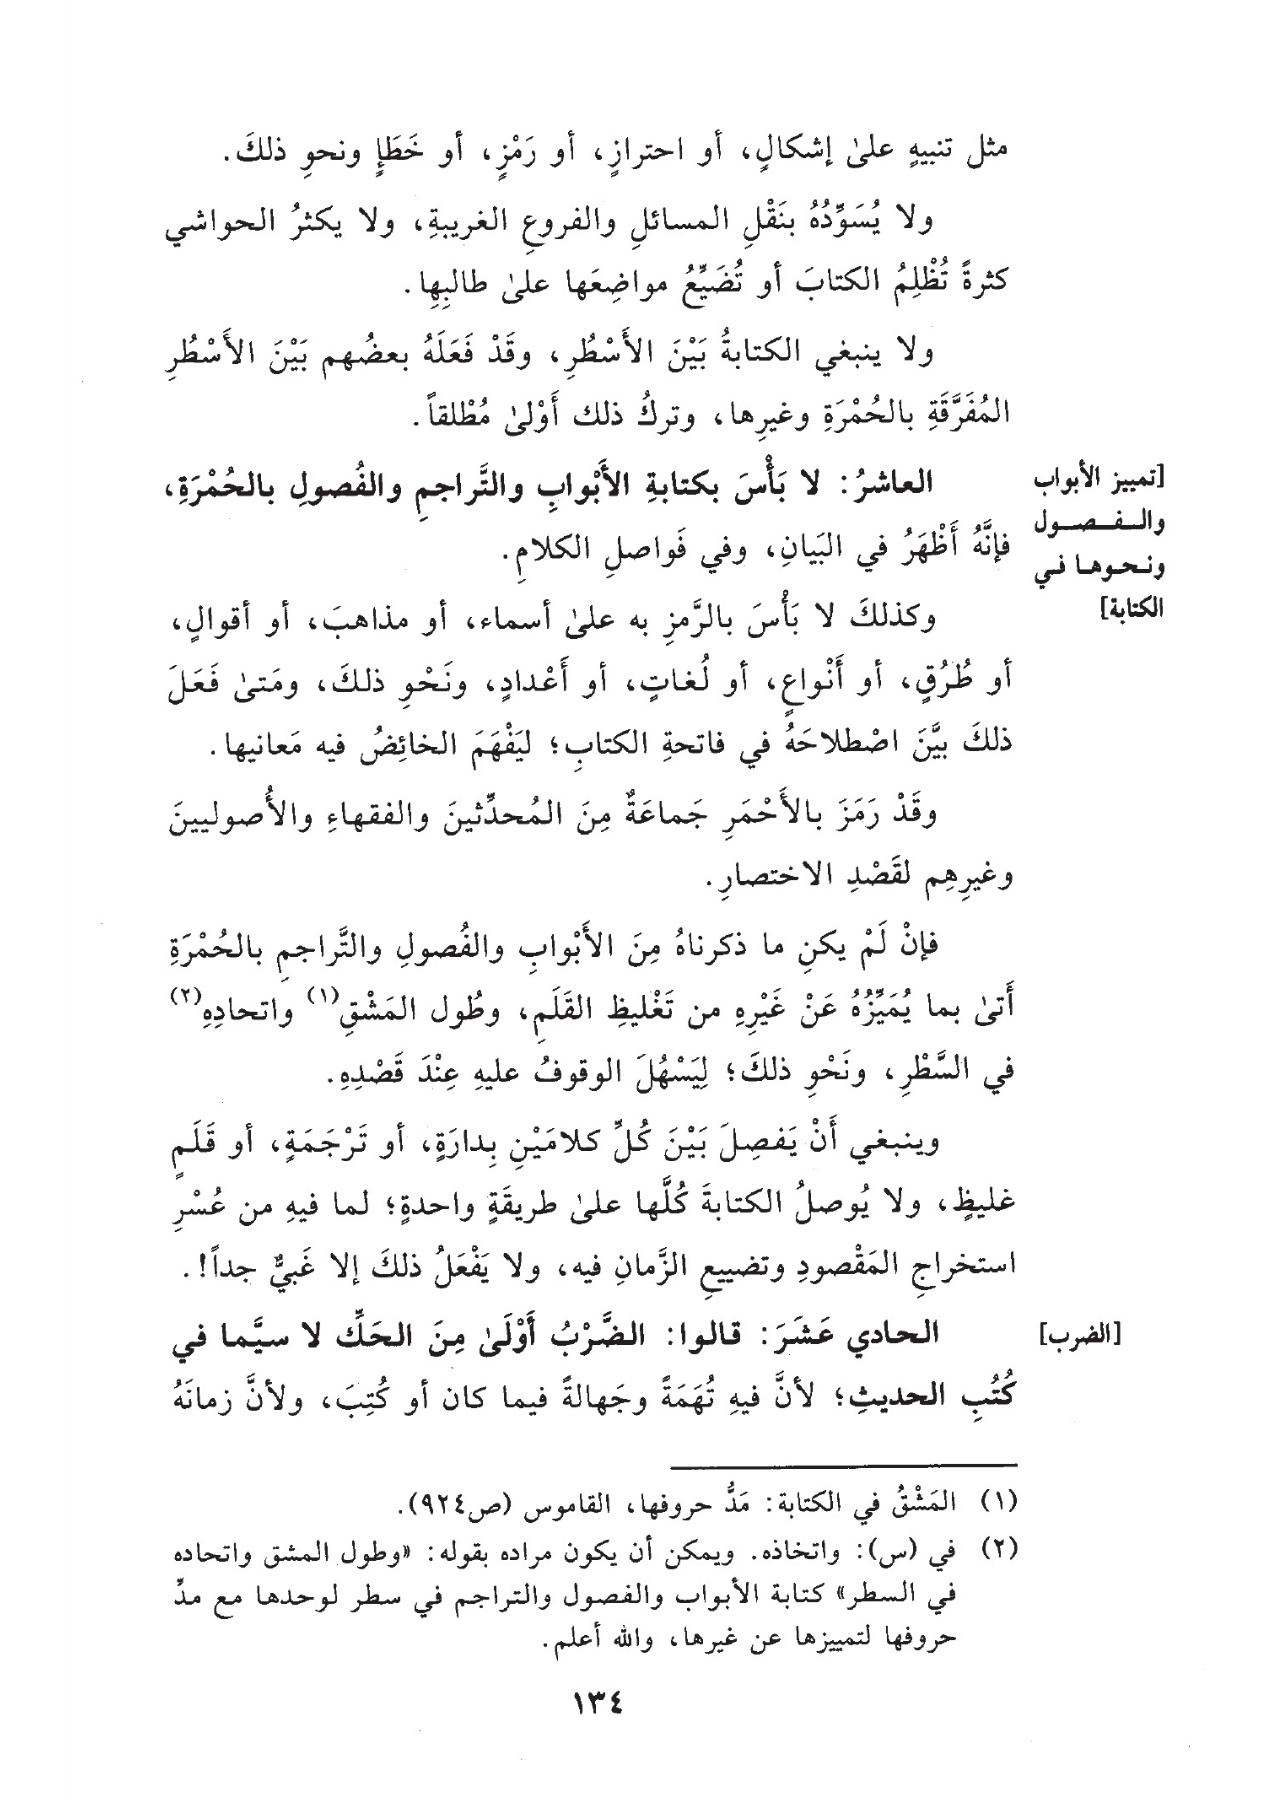 مثل تنبيهٍ علىٰ إشكالٍ، أو احترازٍ، أو رَمْزٍ، أو خَطَإٍ ونحوِ ذلكَ.
ولا يُسَوِّدُهُ بنَقْلِ المسائلِ والفروعِ الغريبةِ، ولا يكثرُ الحواشي
كثرةً تُظْلِمُ الكتابَ أو تُضَيِّعُ مواضِعَها علىٰ طالبِها.
ولا ينبغي الكتابةُ بَيْنَ الأَسْطُرِ، وقَدْ فَعَلَهُ بعضُهم بَيْنَ الأسْطُرِ
المُفَرَّقَةِ بالحُمْرَةِ وغيرِها، وتركُ ذلك أَوْلىٰ مُطْلقاً.
[تمييز الأبواب
والـفـصـول
ونـحـوهـا فـي
الكتابة]
العاشرُ: لا بَأْسَ بكتابةِ الأَبْوابِ والتَّراجمِ والفُصولِ بالحُمْرَةِ،
فإنَّهُ أَظْهَرُ في البَيانِ، وفي فَواصلِ الكلامِ.
وكذلكَ لا بَأْسَ بالرَّمزِ به علىٰ أسماء، أو مذاهبَ، أو أقوالٍ،
أو طُرُقٍ، أو أَنْواعٍ، أو لُغاتٍ، أو أَعْدادٍ، ونَحْوِ ذلكَ، ومَتىٰ فَعَلَ
ذلكَ بيَّنَ اصْطلاحَهُ في فاتحةِ الكتابِ؛ ليَفْهَمَ الخائِضُ فيه مَعانيها.
وقَدْ رَمَزَ بالأَحْمَرِ جَماعَةٌ مِنَ المُحدِّثينَ والفقهاءِ والأُصوليينَ
وغيرِهِم لقَصْدِ الاختصارِ.
فإنْ لَمْ يكنِ ما ذكرناهُ مِنَ الأَبْوابِ والفُصولِ والتَّراجمِ بالحُمْرَةِ
أَتىٰ بما يُمَيِّزُهُ عَنْ غَيْرِهِ من تَغْليظِ القَلَمِ، وطُول المَشْقِ(١) واتحادِهِ(٢)
في السَّطْرِ، ونَحْوِ ذلكَ؛ لِيَسْهُلَ الوقوفُ عليهِ عِنْدَ قَصْدِهِ.
وينبغي أَنْ يَفصِلَ بَيْنَ كُلِّ كلامَيْنِ بِدارَةٍ، أو تَرْجَمَةٍ، أو قَلَمٍ
غليظٍ، ولا يُوصلُ الكتابةَ كُلَّها علىٰ طريقَةٍ واحدةٍ؛ لما فيهِ من عُسْرِ
استخراجِ المَقْصودِ وتضييعِ الزَّمانِ فيه، ولا يَفْعَلُ ذلكَ إلا غَبيٌّ جداً!.
[الضرب]
الحادي عَشَرَ: قالوا: الضَّرْبُ أَوْلَىٰ مِنَ الحَكِّ لا سيَّما في
كُتُبِ الحديثِ؛ لأنَّ فيهِ تُهَمَةً وجَهالةً فيما كان أو كُتِبَ، ولأنَّ زمانَهُ
(١) المَشْقُ في الكتابة: مَدُّ حروفها، القاموس (ص٩٢٤).
(٢) في (س): واتخاذه. ويمكن أن يكون مراده بقوله: «وطول المشق واتحاده
في السطر» كتابة الأبواب والفصول والتراجم في سطر لوحدها مع مدِّ
حروفها لتمييزها عن غيرها، والله أعلم.
١٣٤